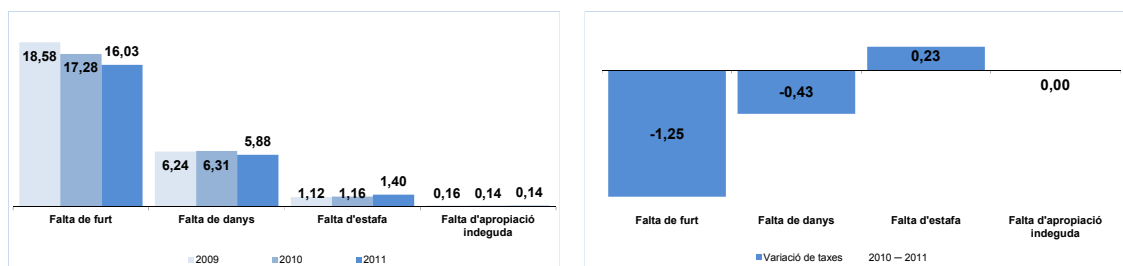 18,58
17,28
16,03
6,24
6,31
5,88
1,12
1,16
1,40
0,16
0,14
0,14
Falta de furt
Falta de danys
Falta d'estafa
Falta d'apropiació
indeguda
2009
2010
2011
-1,25
-0,43
0,23
0,00
Falta de furt
Falta de danys
Falta d'estafa
Falta d'apropiació
indeguda
Variació de taxes 2010 — 2011